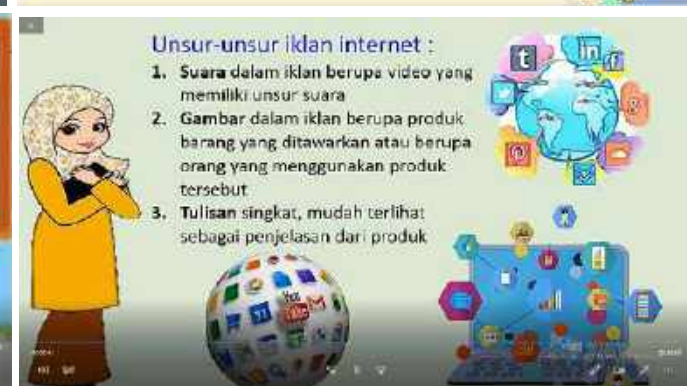 Unsur-unsur iklan internet :
1. Suara dalam iklan berupa video yang
memiliki unsur suara
2. Gambar dalam iklan berupa produk
barang yang ditawarkan atau berupa
orang yang menggunakan produk
tersebut
3. Tulisan singkat, mudah terlihat
sebagai penjelasan dari produk
You
Tube